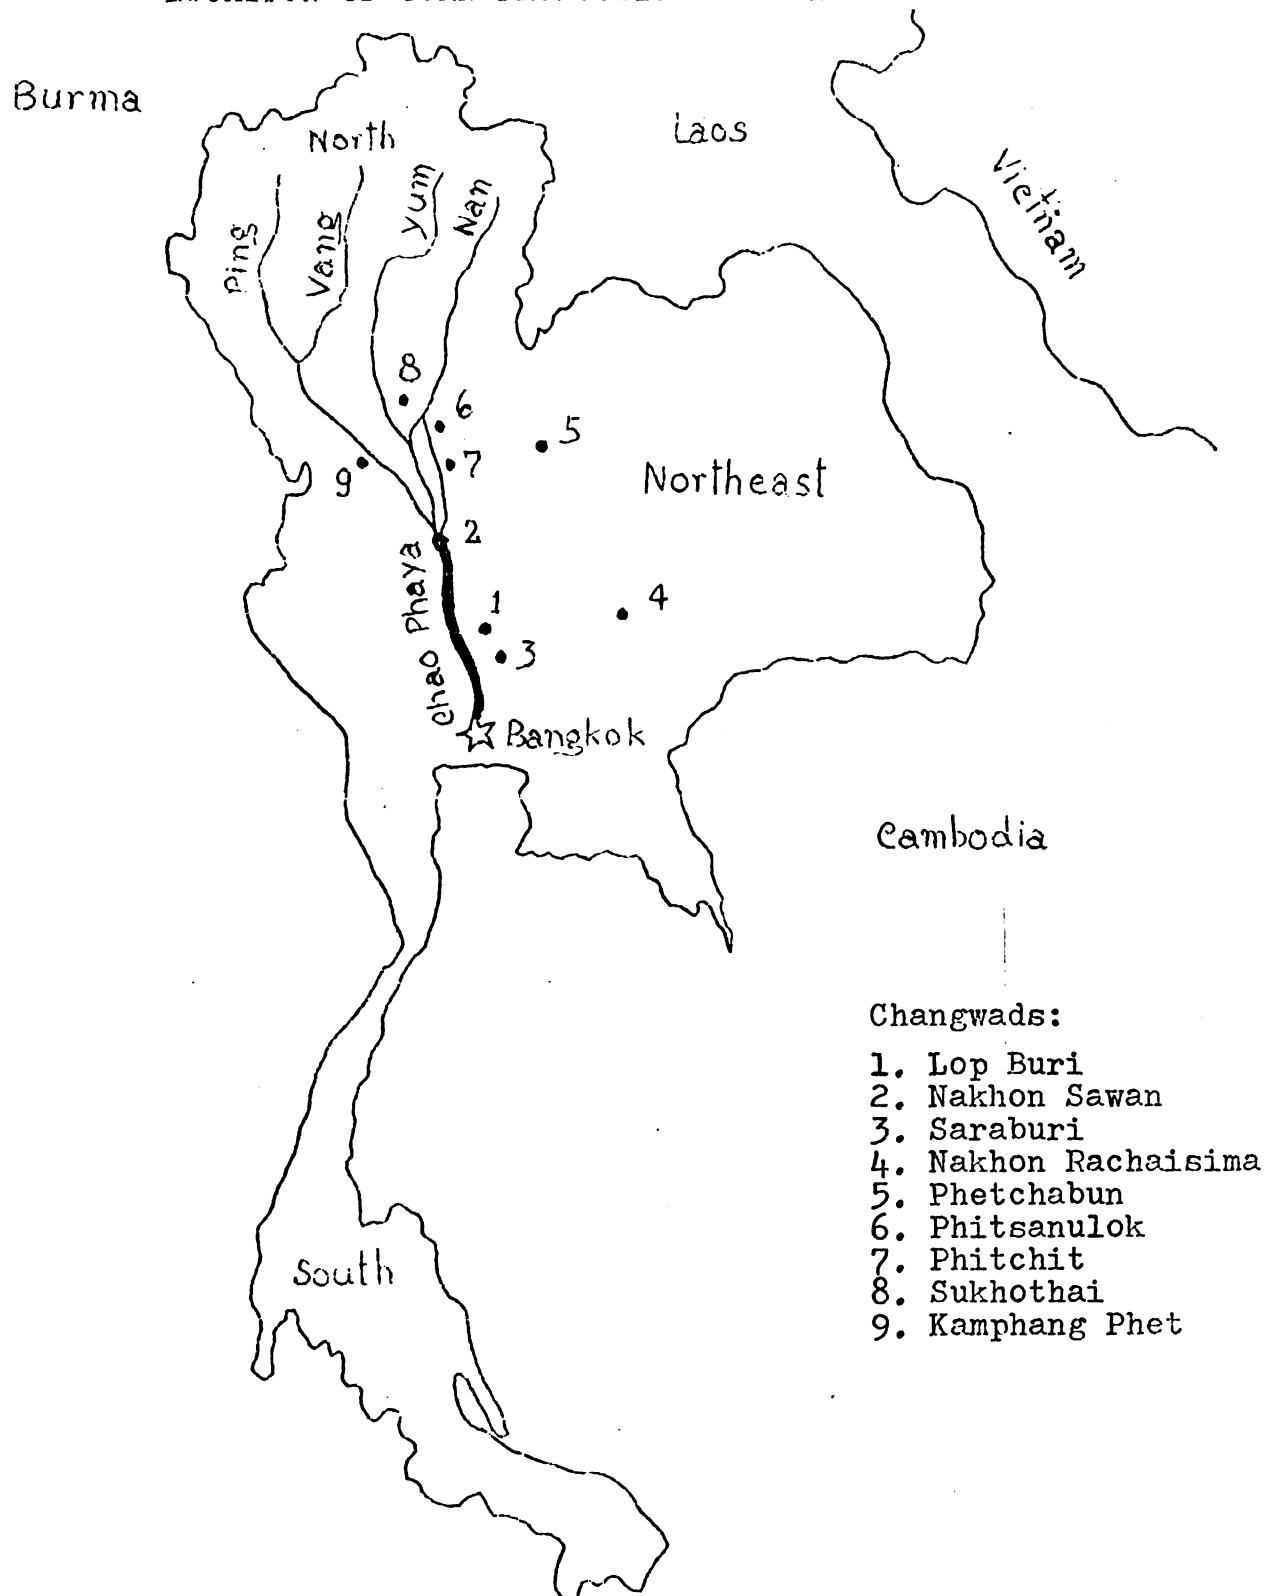 Burma
North
Laos
Vietnam
Ping
Vang
Yum
Nan
8
6
5
7
9
Northeast
2
Chao Phaya
4
1
3
Bangkok
Cambodia
Changwads:
1. Lop Buri
2. Nakhon Sawan
3. Saraburi
4. Nakhon Rachaisima
5. Phetchabun
6. Phitsanulok
7. Phitchit
8. Sukhothai
9. Kamphang Phet
South